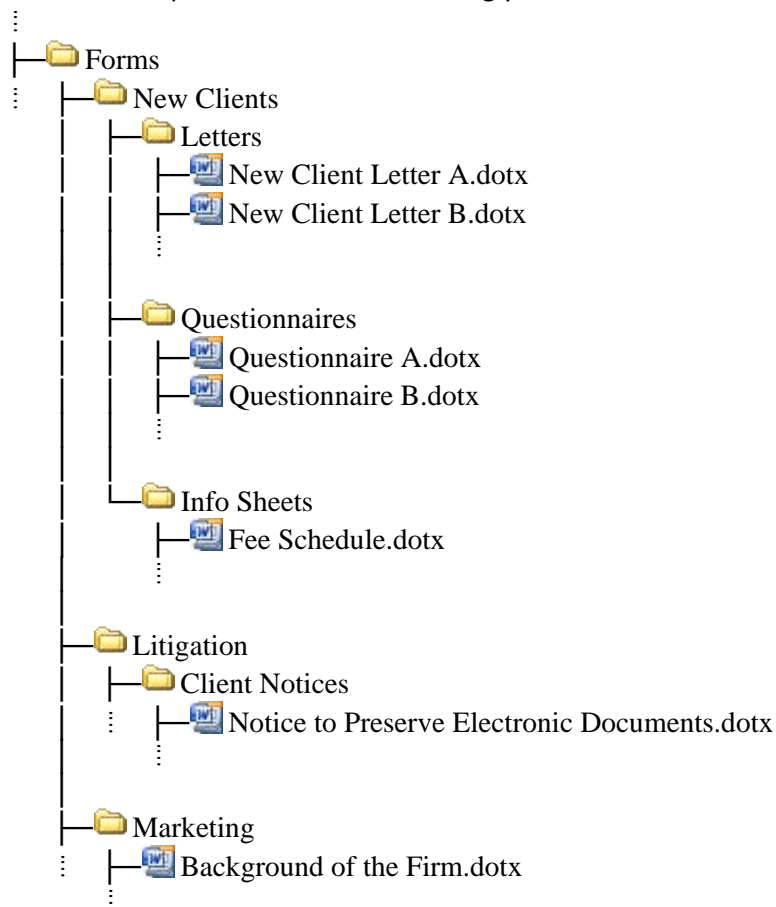 Forms
New Clients
Letters
New Client Letter A.dotx
New Client Letter B.dotx
Questionnaires
Questionnaire A.dotx
Questionnaire B.dotx
Info Sheets
Fee Schedule.dotx
Litigation
Client Notices
Notice to Preserve Electronic Documents.dotx
Marketing
Background of the Firm.dotx